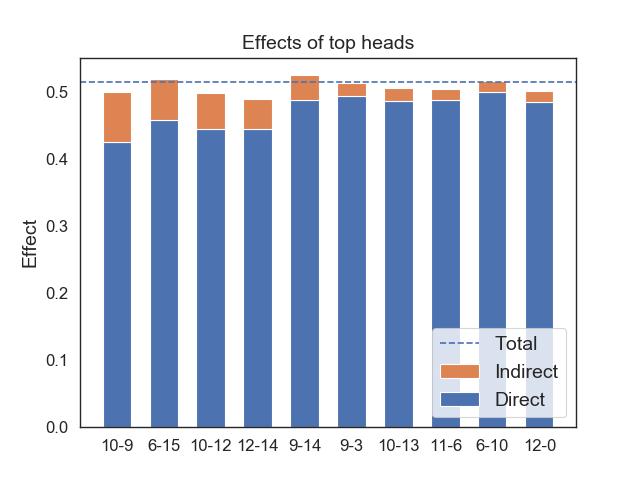 Effects of top heads
Effect
0.5
0.4
0.3
0.2
0.1
0.0
Total
Indirect
Direct
10-9 6-15 10-12 12-14 9-14 9-3 10-13 11-6 6-10 12-0